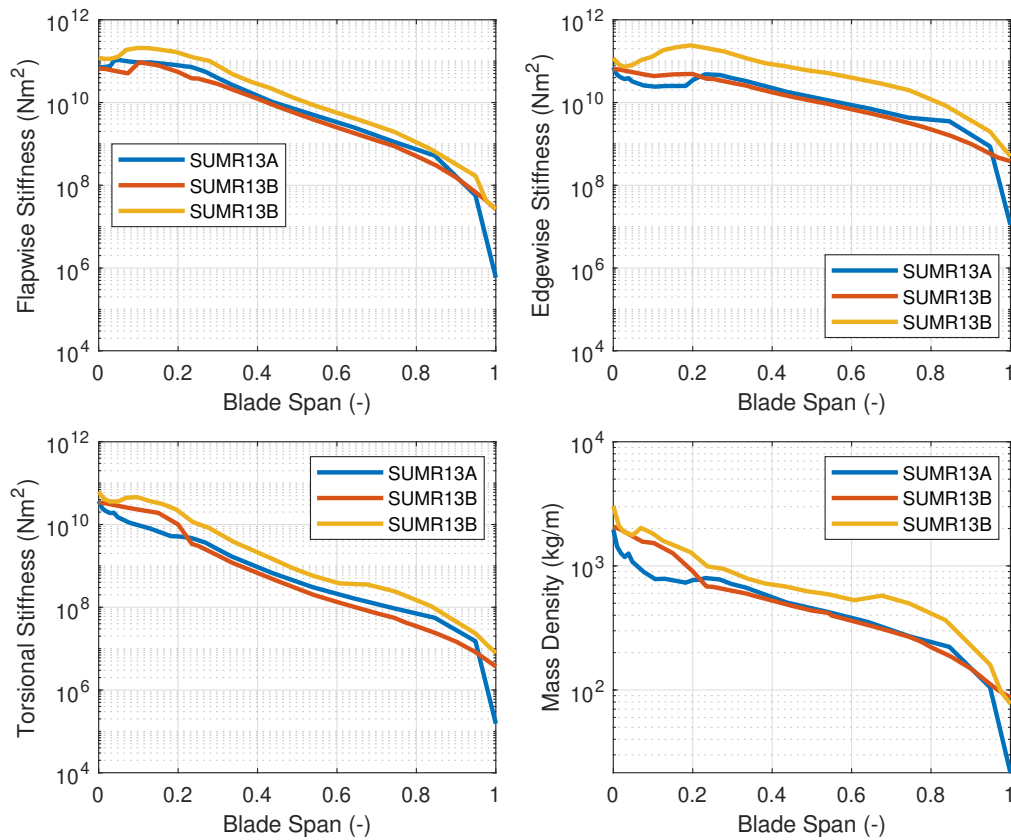 10^12
10^10
10^8
10^6
10^4
Flapwise Stiffness (Nm^2)
SUMR13A
SUMR13B
SUMR13B
0 0.2 0.4 0.6 0.8 1
Blade Span (-)
10^12
10^10
10^8
10^6
10^4
Edgewise Stiffness (Nm^2)
SUMR13A
SUMR13B
SUMR13B
0 0.2 0.4 0.6 0.8 1
Blade Span (-)
10^12
10^10
10^8
10^6
10^4
Torsional Stiffness (Nm^2)
SUMR13A
SUMR13B
SUMR13B
0 0.2 0.4 0.6 0.8 1
Blade Span (-)
10^4
10^3
10^2
Mass Density (kg/m)
SUMR13A
SUMR13B
SUMR13B
0 0.2 0.4 0.6 0.8 1
Blade Span (-)